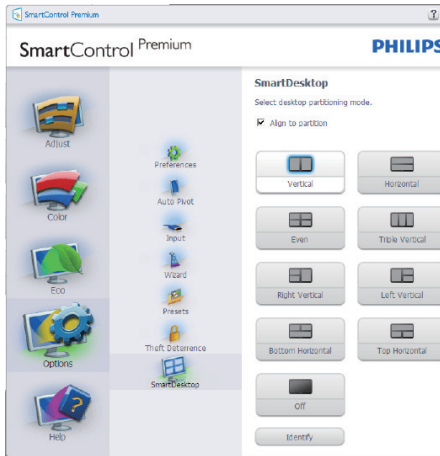 SmartControl Premium
SmartControl Premium
PHILIPS
Adjust
Color
Eco
Options
Help
Preferences
Auto Pivot
Input
Wizard
Presets
Theft Deterrence
SmartDesktop
SmartDesktop
Select desktop partitioning mode.
Align to partition
Vertical
Horizontal
Even
Triple Vertical
Right Vertical
Left Vertical
Bottom Horizontal
Top Horizontal
Off
Identify